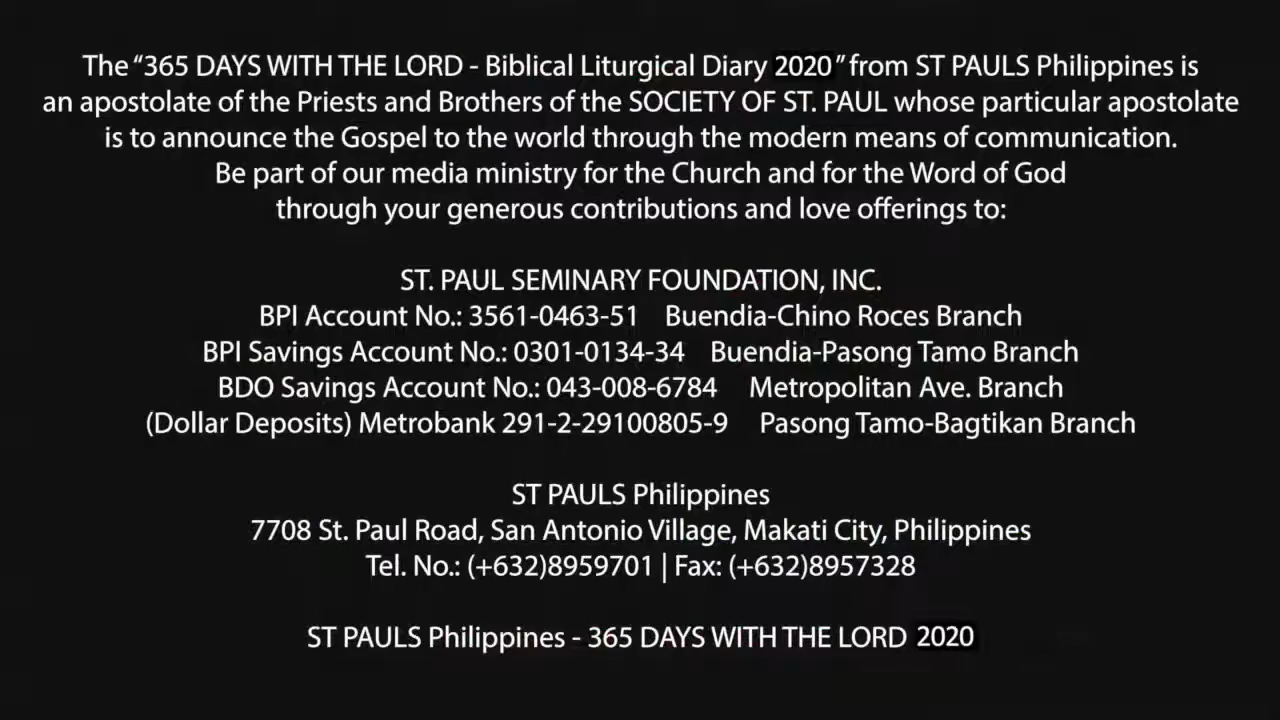 The “365 DAYS WITH THE LORD - Biblical Liturgical Diary 2020” from ST PAULS Philippines is
an apostolate of the Priests and Brothers of the SOCIETY OF ST. PAUL whose particular apostolate
is to announce the Gospel to the world through the modern means of communication.
Be part of our media ministry for the Church and for the Word of God
through your generous contributions and love offerings to:
ST. PAUL SEMINARY FOUNDATION, INC.
BPI Account No.: 3561-0463-51 Buendia-Chino Roces Branch
BPI Savings Account No.: 0301-0134-34 Buendia-Pasong Tamo Branch
BDO Savings Account No.: 043-008-6784 Metropolitan Ave. Branch
(Dollar Deposits) Metrobank 291-2-29100805-9 Pasong Tamo-Bagtikan Branch
ST PAULS Philippines
7708 St. Paul Road, San Antonio Village, Makati City, Philippines
Tel. No.: (+632)8959701 | Fax: (+632)8957328
ST PAULS Philippines - 365 DAYS WITH THE LORD 2020